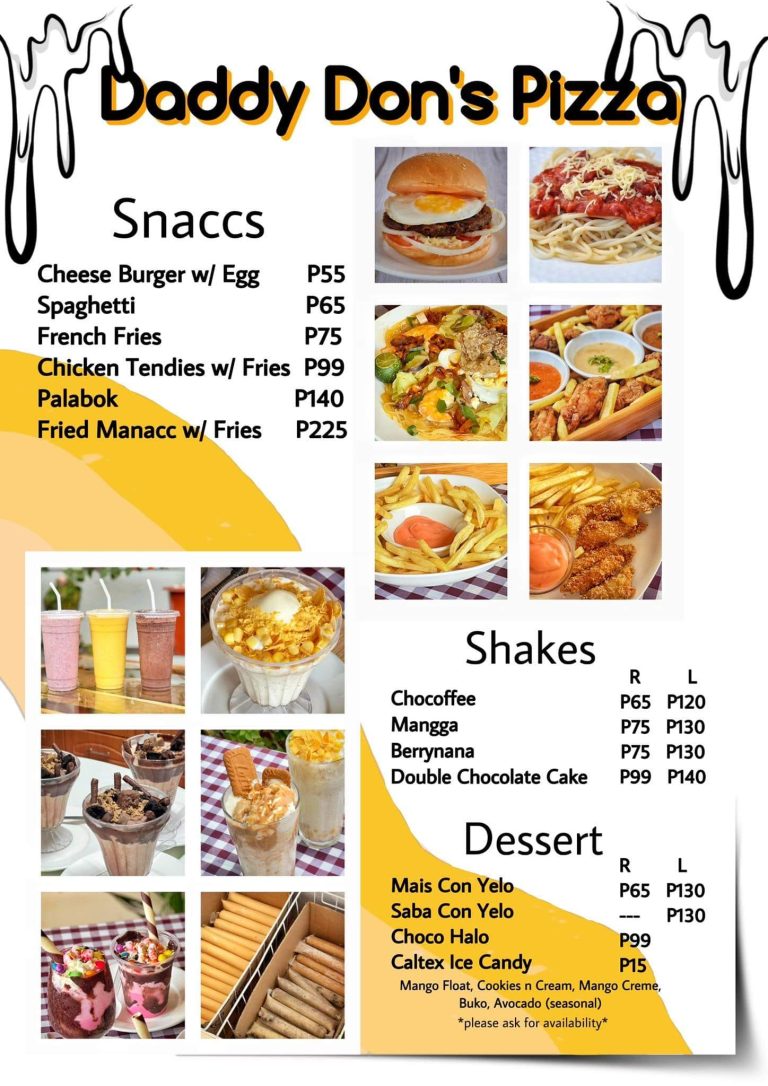 Daddy Don's Pizza
Snaccs
Cheese Burger w/ Egg P55
Spaghetti P65
French Fries P75
Chicken Tendies w/ Fries P99
Palabok P140
Fried Manacc w/ Fries P225
Shakes
R L
Chocoffee P65 P120
Mangga P75 P130
Berrynana P75 P130
Double Chocolate Cake P99 P140
Dessert
R L
Mais Con Yelo P65 P130
Saba Con Yelo --- P130
Choco Halo P99
Caltex Ice Candy P15
Mango Float, Cookies n Cream, Mango Creme,
Buko, Avocado (seasonal)
*please ask for availability*